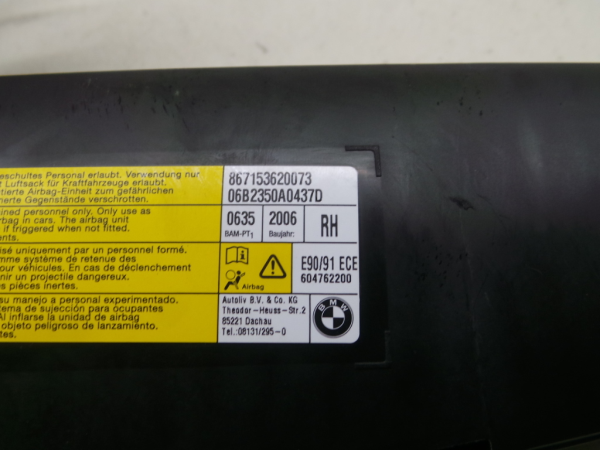 eschultes Personal erlaubt. Verwendung nur
Luftsack für Kraftfahrzeuge erlaubt.
tierte Airbag-Einheit zum gefährlichen
nierte Gegenstände verschrotten.
ined personnel only. Only use as
bag in cars. The airbag unit
if triggered when not fitted.
ents.
lisé uniquement par un personnel formé.
omme système de retenue des
our véhicules. En cas de déclenchement
nir un projectile dangereux.
es pièces inertes.
su manejo a personal experimentado.
tema de sujección para ocupantes
Al inflarse la unidad de airbag
objeto peligroso de lanzamiento.
tes.
867153620073
06B2350A0437D
0635 2006 RH
BAM-PT1 Baujahr:
E90/91 ECE
604762200
Airbag
Autoliv B.V. & Co. KG
Theodor-Heuss-Str.2
85221 Dachau
Tel.:08131/295-0
BMW